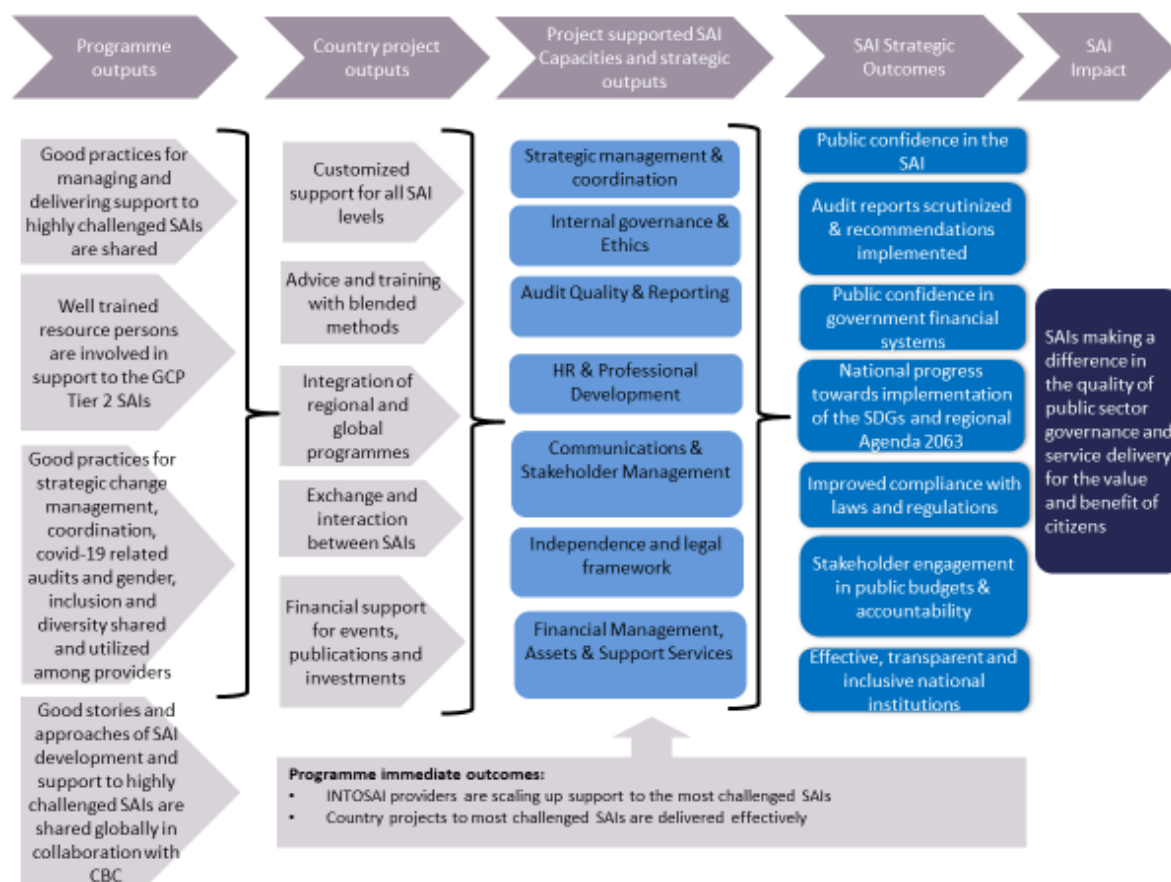 Programme
outputs
Country project
outputs
Project supported SAI
Capacities and strategic
outputs
SAI Strategic
Outcomes
SAI
Impact
Good practices for
managing and
delivering support to
highly challenged SAIs
are shared
Well trained
resource persons
are involved in
support to the GCP
Tier 2 SAIs
Good practices for
strategic change
management,
coordination,
covid-19 related
audits and gender,
inclusion and
diversity shared
and utilized
among providers
Good stories and
approaches of SAI
development and
support to highly
challenged SAIs are
shared globally in
collaboration with
CBC
Customized
support for all SAI
levels
Advice and training
with blended
methods
Integration of
regional and
global
programmes
Exchange and
interaction
between SAIs
Financial support
for events,
publications and
investments
Strategic management &
coordination
Internal governance &
Ethics
Audit Quality & Reporting
HR & Professional
Development
Communications &
Stakeholder Management
Independence and legal
framework
Financial Management,
Assets & Support Services
Public confidence in the
SAI
Audit reports scrutinized
& recommendations
implemented
Public confidence in
government financial
systems
National progress
towards implementation
of the SDGs and regional
Agenda 2063
Improved compliance with
laws and regulations
Stakeholder engagement
in public budgets &
accountability
Effective, transparent and
inclusive national
institutions
SAIs making a
difference in
the quality of
public sector
governance and
service delivery
for the value
and benefit of
citizens
Programme immediate outcomes:
• INTOSAI providers are scaling up support to the most challenged SAIs
• Country projects to most challenged SAIs are delivered effectively